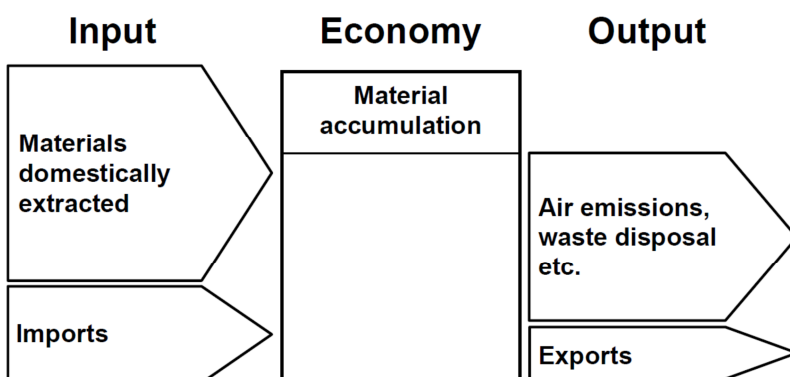 Input
Economy
Output
Materials
domestically
extracted
Imports
Material
accumulation
Air emissions,
waste disposal
etc.
Exports